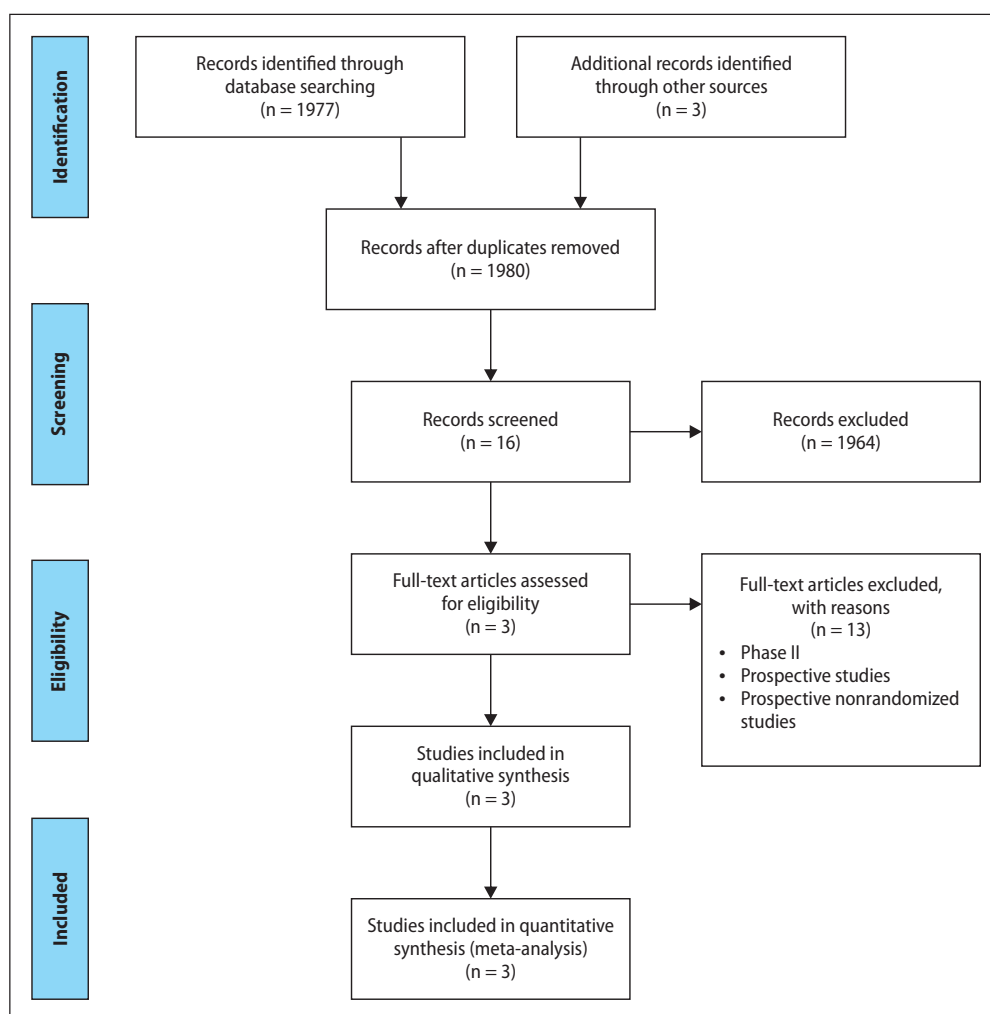 Identification
Records identified through
database searching
(n = 1977)
Additional records identified
through other sources
(n = 3)
Records after duplicates removed
(n = 1980)
Screening
Records screened
(n = 16)
Records excluded
(n = 1964)
Eligibility
Full-text articles assessed
for eligibility
(n = 3)
Full-text articles excluded,
with reasons
(n = 13)
• Phase II
• Prospective studies
• Prospective nonrandomized
studies
Studies included in
qualitative synthesis
(n = 3)
Included
Studies included in quantitative
synthesis (meta-analysis)
(n = 3)